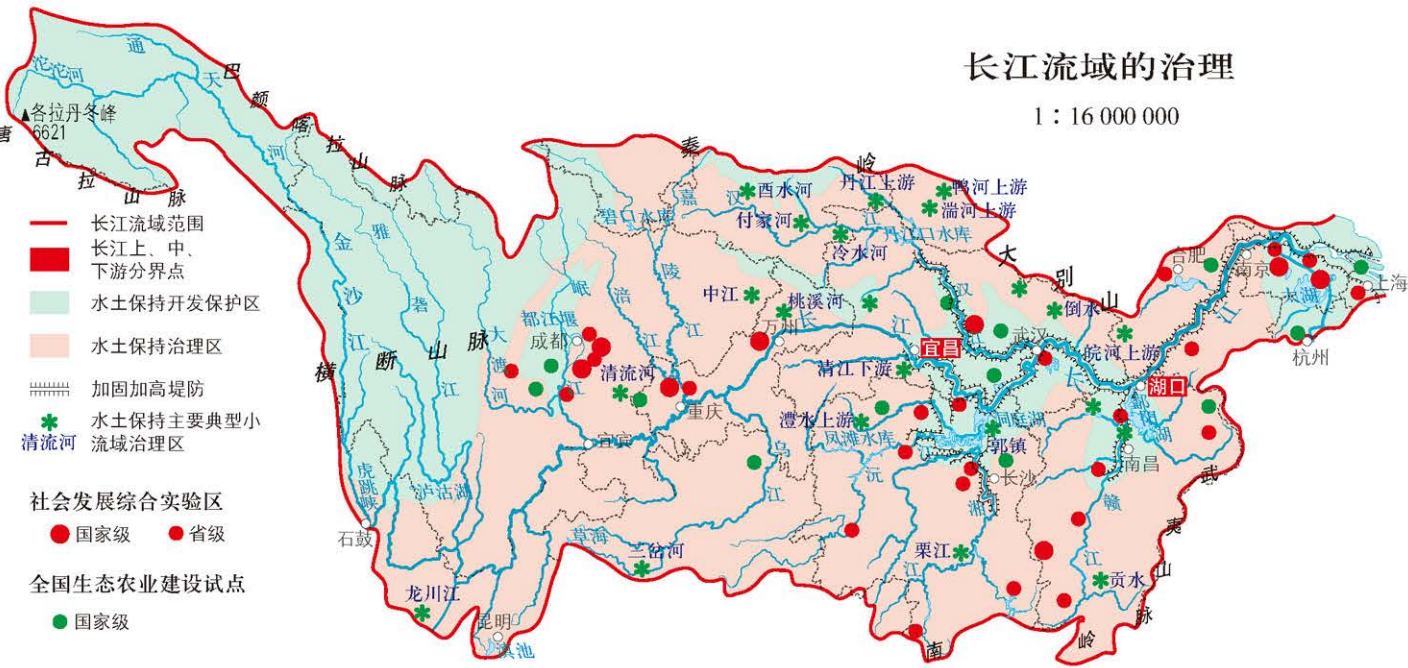 长江流域的治理
1：16 000 000
沱沱河
通
天
河
巴
颜
喀
拉
山
脉
▲各拉丹冬峰
6621
唐
古
拉
山
脉
长江流域范围
长江上、中、
下游分界点
水土保持开发保护区
水土保持治理区
加固加高堤防
水土保持主要典型小
清流河 流域治理区
社会发展综合实验区
国家级
省级
全国生态农业建设试点
国家级
金
沙
江
雅
砻
江
横
断
山
脉
大
渡
河
岷
江
都江堰
成都
涪
江
嘉
陵
江
碧口水库
秦
岭
汉
江
酉水河
付家河
丹江上游
丹江口水库
冷水河
鸭河上游
湍河上游
大
别
山
中江
桃溪河
万州
长
江
清流河
重庆
宜宾
乌
江
虎
跳
峡
泸沽湖
石鼓
龙川江
昆明
滇池
草海
三岔河
宜昌
清江下游
澧水上游
凤滩水库
沅
江
汉
江
武汉
倒水
皖河上游
长
江
湖口
鄱
阳
湖
南昌
洞庭湖
郭镇
长沙
湘
江
栗江
赣
江
贡水
南
岭
武
夷
山
脉
合肥
南京
太湖
上海
杭州